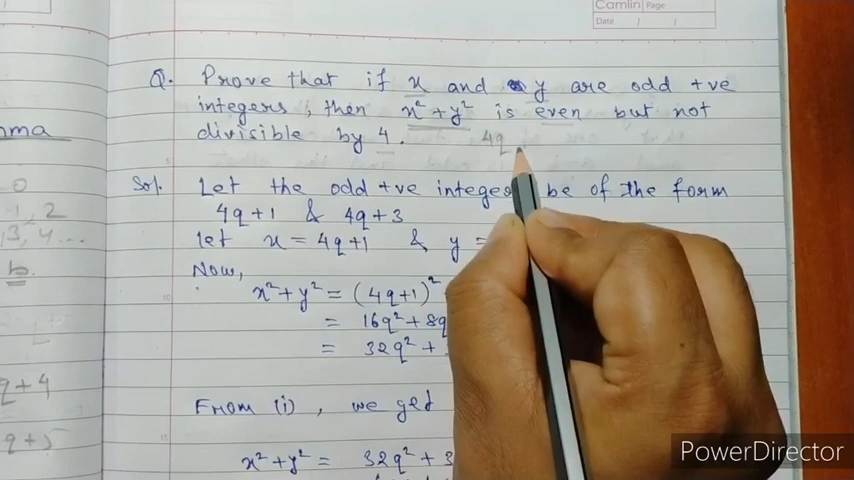 Camlin Page
Date / /
Q. Prove that if x and y are odd +ve
integers, then x² + y² is even but not
divisible by 4. 4q
Sol. Let the odd +ve integers be of the form
4q+1 & 4q+3
let x = 4q+1 & y =
Now,
x² + y² = (4q+1)²
= 16q² + 8q
= 32q² +
From (i), we get
x² + y² = 32q² + 3
mma
0
1, 2
,3, 4...
b.
q + 4
q + 5
PowerDirector